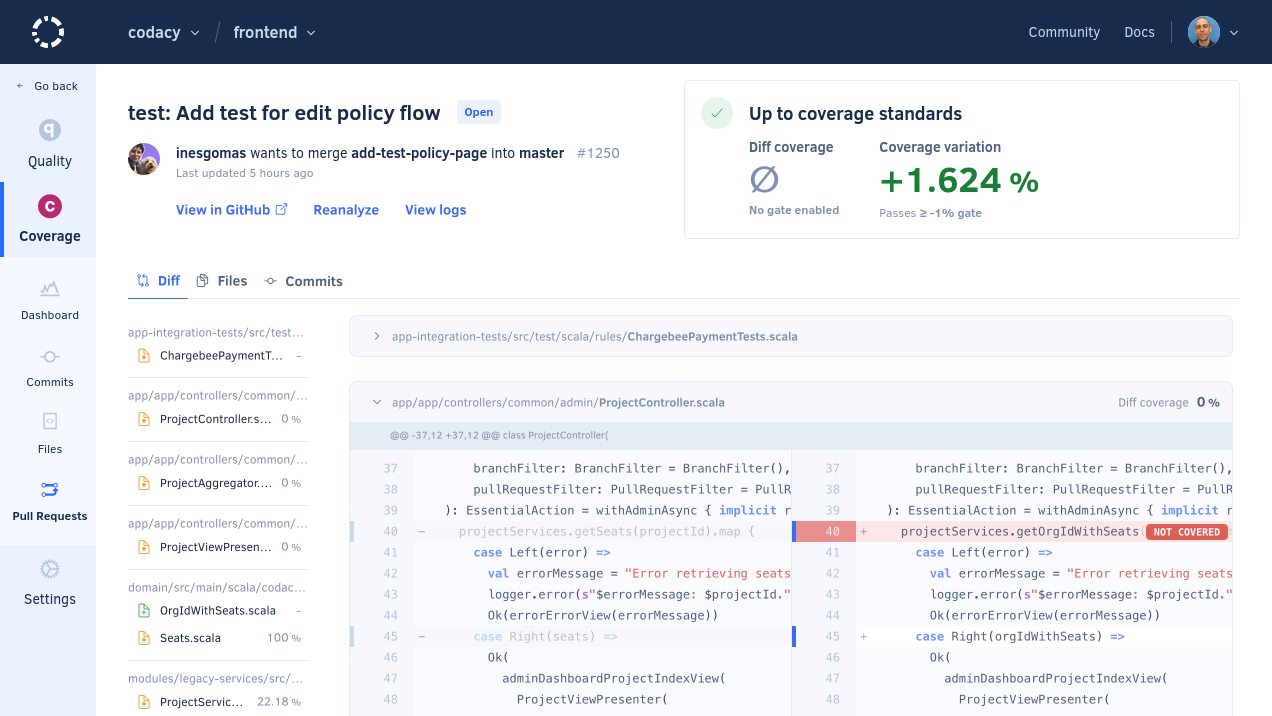 codacy / frontend Community Docs
Go back
Quality
C
Coverage
Dashboard
Commits
Files
Pull Requests
Settings
test: Add test for edit policy flow Open
inesgomas wants to merge add-test-policy-page into master #1250
Last updated 5 hours ago
View in GitHub Reanalyze View logs
Up to coverage standards
Diff coverage Coverage variation
∅ +1.624 %
No gate enabled Passes ≥ -1% gate
Diff Files Commits
app-integration-tests/src/test...
ChargebeePaymentT... -
app/app/controllers/common/...
ProjectController.s... 0 %
app/app/controllers/common/...
ProjectAggregator.... 0 %
app/app/controllers/common/...
ProjectViewPresen... 0 %
domain/src/main/scala/codac...
OrgIdWithSeats.scala -
Seats.scala 100 %
modules/legacy-services/src/...
ProjectServic... 22.18 %
app-integration-tests/src/test/scala/rules/ChargebeePaymentTests.scala
app/app/controllers/common/admin/ProjectController.scala Diff coverage 0 %
@@ -37,12 +37,12 @@ class ProjectController(
37 branchFilter: BranchFilter = BranchFilter(), 37 branchFilter: BranchFilter = BranchFilter(),
38 pullRequestFilter: PullRequestFilter = PullR 38 pullRequestFilter: PullRequestFilter = PullR
39 ): EssentialAction = withAdminAsync { implicit r 39 ): EssentialAction = withAdminAsync { implicit r
40 - projectServices.getSeats(projectId).map { 40 + projectServices.getOrgIdWithSeats( NOT COVERED
41 case Left(error) => 41 case Left(error) =>
42 val errorMessage = "Error retrieving seats 42 val errorMessage = "Error retrieving seats
43 logger.error(s"$errorMessage: $projectId." 43 logger.error(s"$errorMessage: $projectId."
44 Ok(errorErrorView(errorMessage)) 44 Ok(errorErrorView(errorMessage))
45 - case Right(seats) => 45 + case Right(orgIdWithSeats) =>
46 Ok( 46 Ok(
47 adminDashboardProjectIndexView( 47 adminDashboardProjectIndexView(
48 ProjectViewPresenter( 48 ProjectViewPresenter(